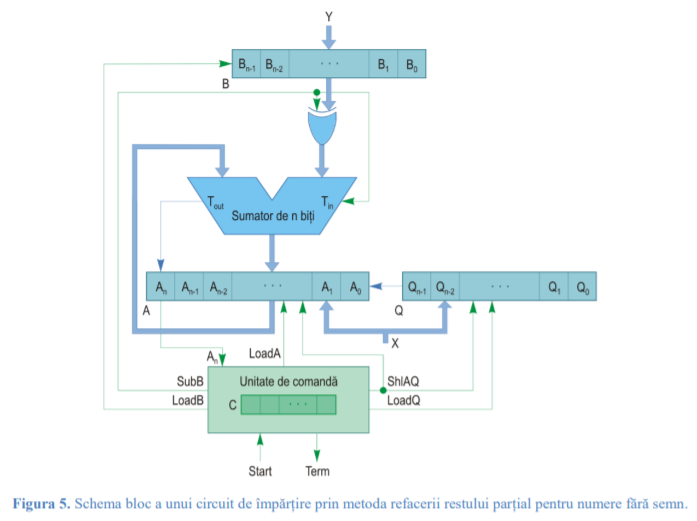 Y
Bn-1 Bn-2 · · · B1 B0
B
Tout Tin
Sumator de n biți
An An-1 An-2 · · · A1 A0 Qn-1 Qn-2 · · · Q1 Q0
A Q
X
An LoadA
SubB Unitate de comandă ShlAQ
LoadB C · · · LoadQ
Start Term
Figura 5. Schema bloc a unui circuit de împărțire prin metoda refacerii restului parțial pentru numere fără semn.